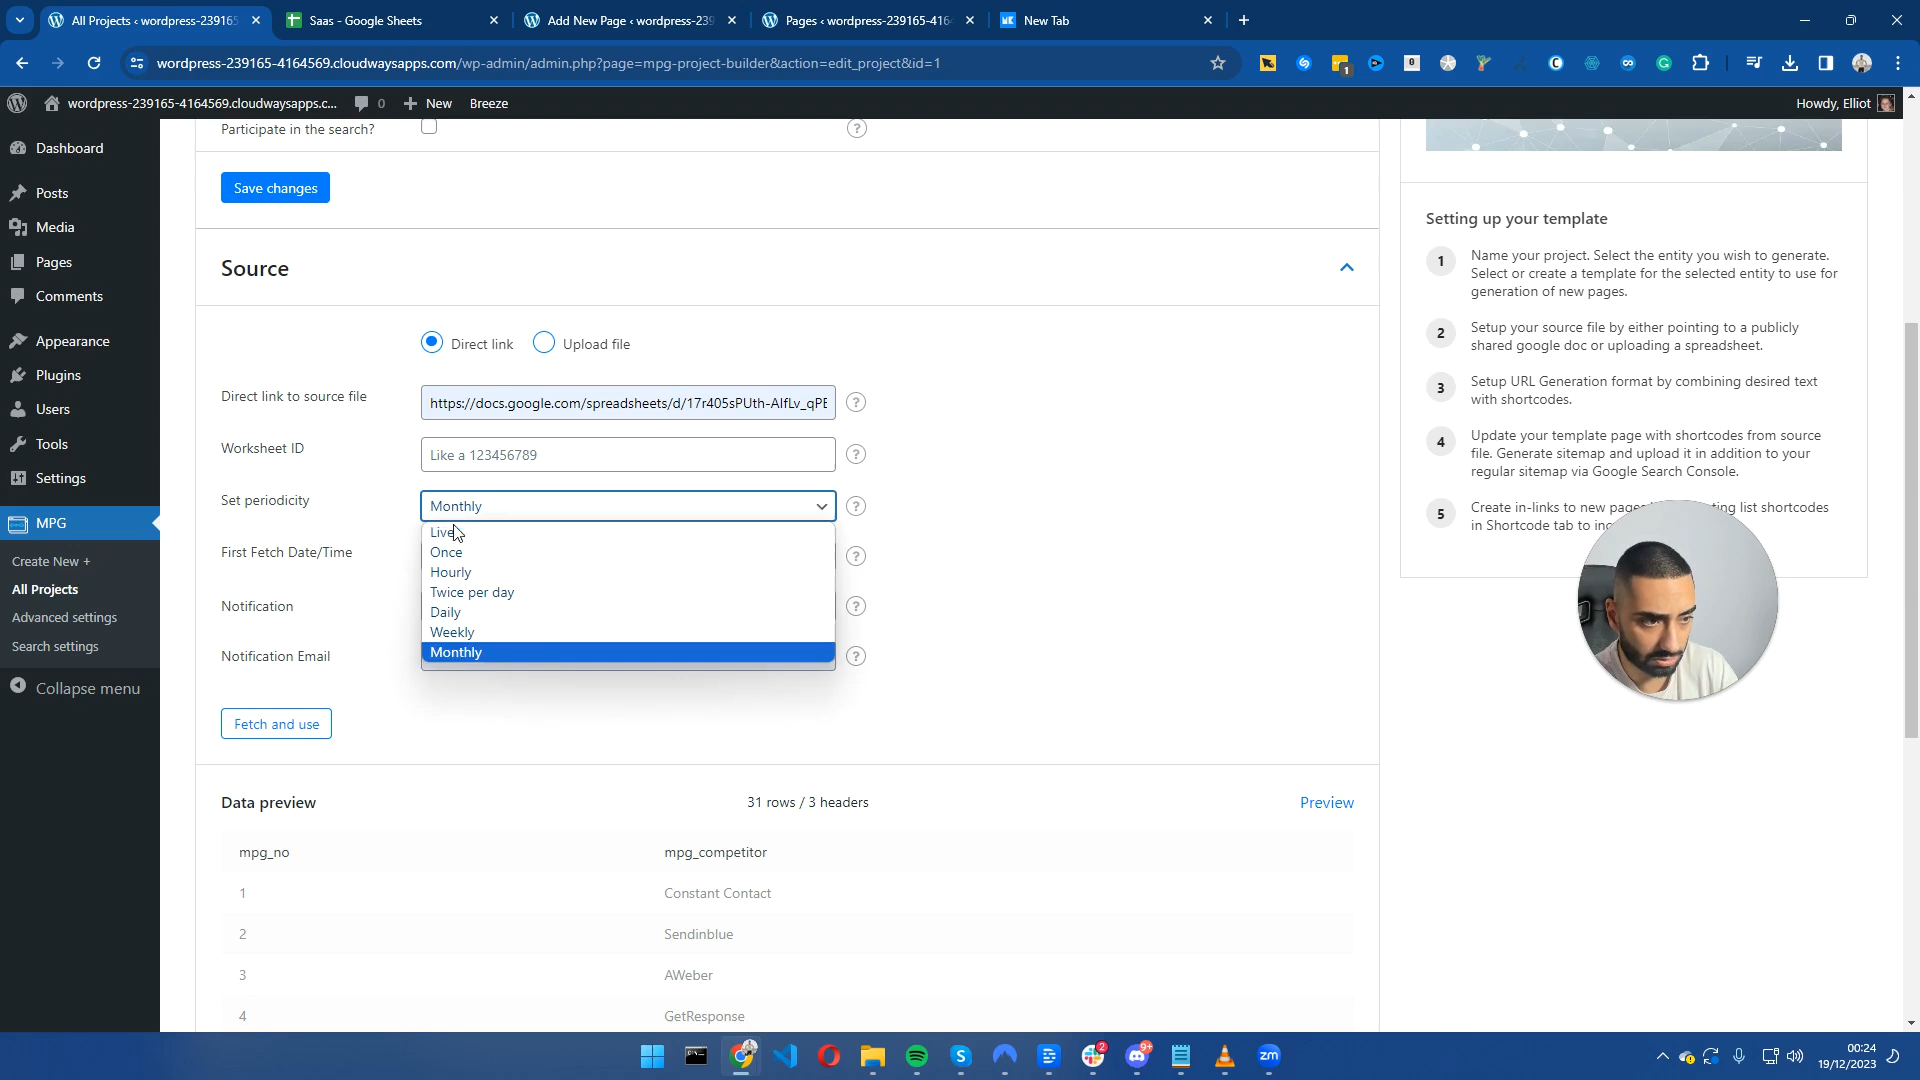 All Projects ‹ wordpress-239165
Saas - Google Sheets
Add New Page ‹ wordpress-239
Pages ‹ wordpress-239165-416
New Tab
wordpress-239165-4164569.cloudwaysapps.com/wp-admin/admin.php?page=mpg-project-builder&action=edit_project&id=1
wordpress-239165-4164569.cloudwaysapps.c...
0
New
Breeze
Howdy, Elliot
Dashboard
Posts
Media
Pages
Comments
Appearance
Plugins
Users
Tools
Settings
MPG
Create New +
All Projects
Advanced settings
Search settings
Collapse menu
Participate in the search?
?
Save changes
Source
Direct link
Upload file
Direct link to source file
https://docs.google.com/spreadsheets/d/17r405sPUth-AlfLv_qPE
?
Worksheet ID
Like a 123456789
?
Set periodicity
Monthly
?
Live
Once
Hourly
Twice per day
Daily
Weekly
Monthly
First Fetch Date/Time
?
Notification
?
Notification Email
?
Fetch and use
Data preview
31 rows / 3 headers
Preview
mpg_no
mpg_competitor
1
Constant Contact
2
Sendinblue
3
AWeber
4
GetResponse
Setting up your template
1
Name your project. Select the entity you wish to generate.
Select or create a template for the selected entity to use for
generation of new pages.
2
Setup your source file by either pointing to a publicly
shared google doc or uploading a spreadsheet.
3
Setup URL Generation format by combining desired text
with shortcodes.
4
Update your template page with shortcodes from source
file. Generate sitemap and upload it in addition to your
regular sitemap via Google Search Console.
5
Create in-links to new page
ing list shortcodes
in Shortcode tab to
1
2
9+
zm
00:24
19/12/2023